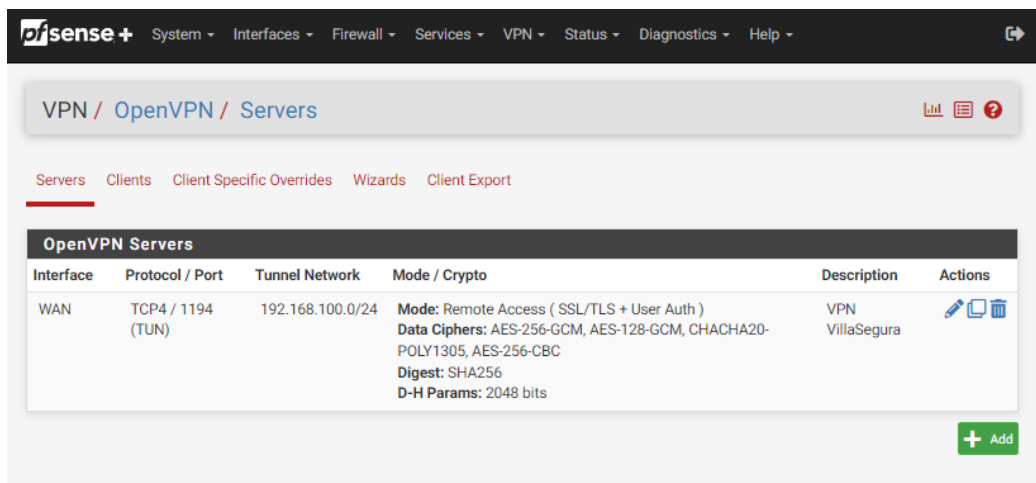 pfsense+ System Interfaces Firewall Services VPN Status Diagnostics Help
VPN / OpenVPN / Servers
Servers Clients Client Specific Overrides Wizards Client Export
OpenVPN Servers
Interface Protocol / Port Tunnel Network Mode / Crypto Description Actions
WAN TCP4 / 1194 192.168.100.0/24 Mode: Remote Access ( SSL/TLS + User Auth ) VPN
(TUN) Data Ciphers: AES-256-GCM, AES-128-GCM, CHACHA20- VillaSegura
POLY1305, AES-256-CBC
Digest: SHA256
D-H Params: 2048 bits
+ Add